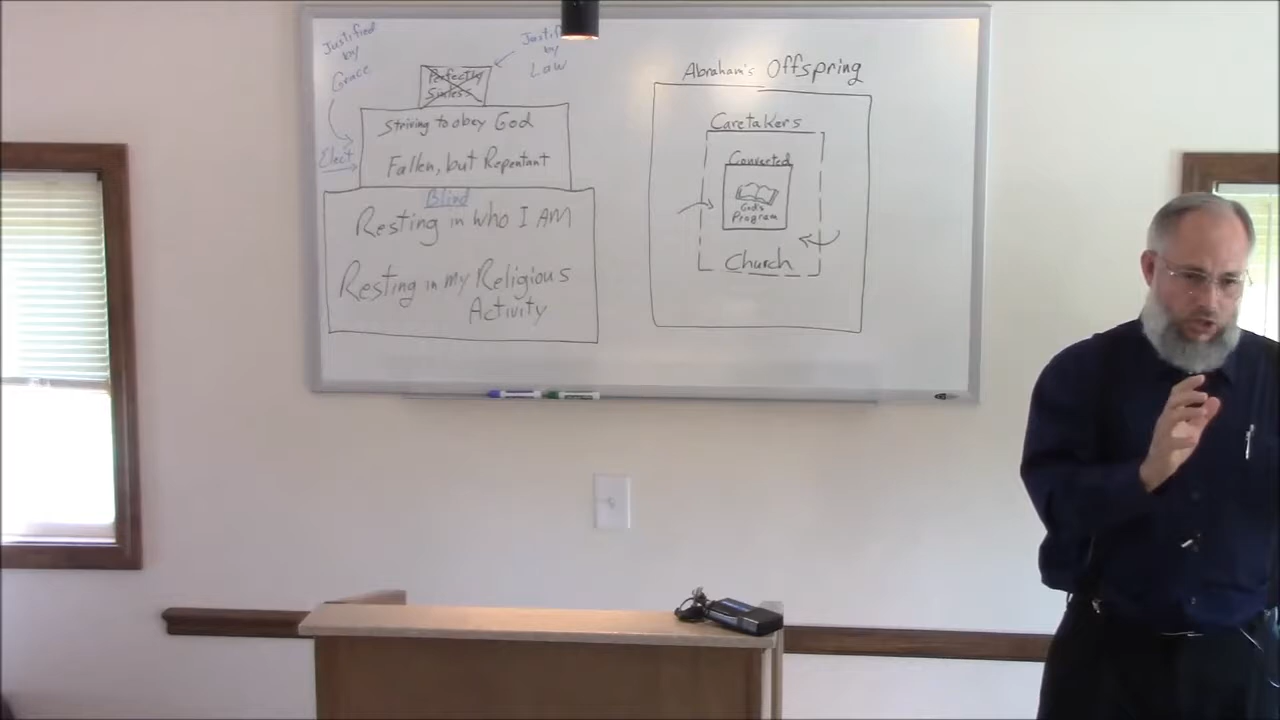 Justified
by
Grace
Justif
by
Law
Perfectly
Sinless
Striving to obey God
Elect
Fallen, but Repentant
Blind
Resting in who I AM
Resting in my Religious
Activity
Abraham's Offspring
Caretakers
Converted
God's
Program
Church